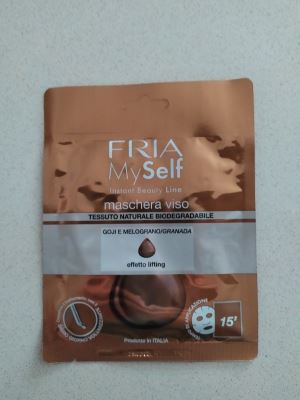 FRIA
MySelf
Instant Beauty Line
maschera viso
TESSUTO NATURALE BIODEGRADABILE
GOJI E MELOGRANO/GRANADA
effetto lifting
15'
Prodotto in ITALIA